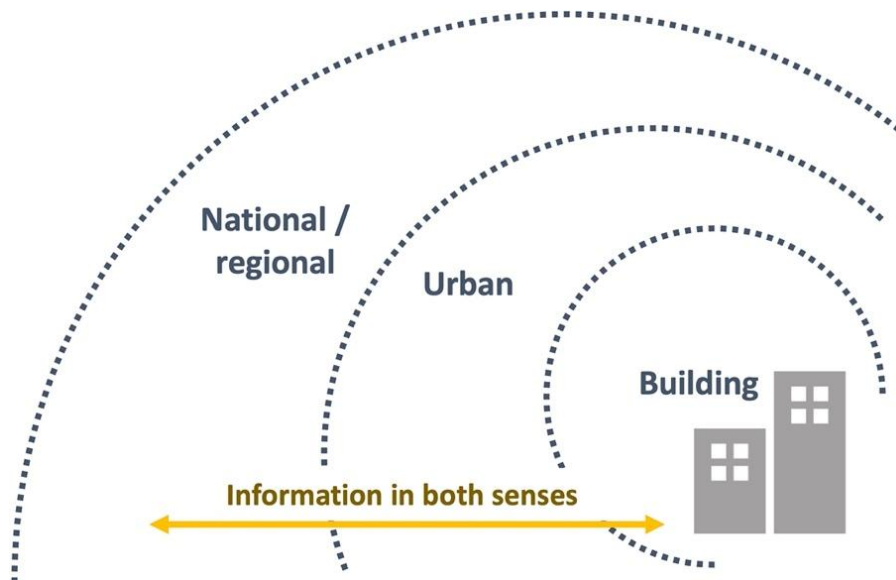 National /
regional
Urban
Building
Information in both senses